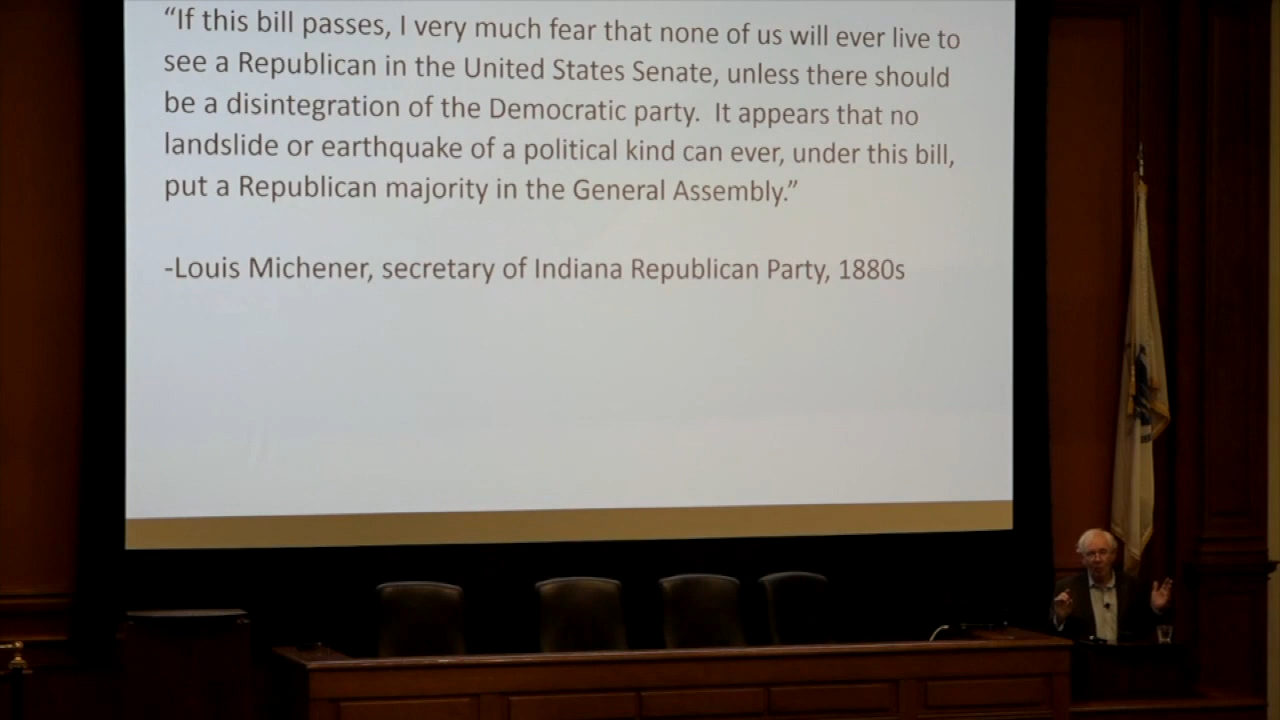 “If this bill passes, I very much fear that none of us will ever live to
see a Republican in the United States Senate, unless there should
be a disintegration of the Democratic party.  It appears that no
landslide or earthquake of a political kind can ever, under this bill,
put a Republican majority in the General Assembly.”
-Louis Michener, secretary of Indiana Republican Party, 1880s